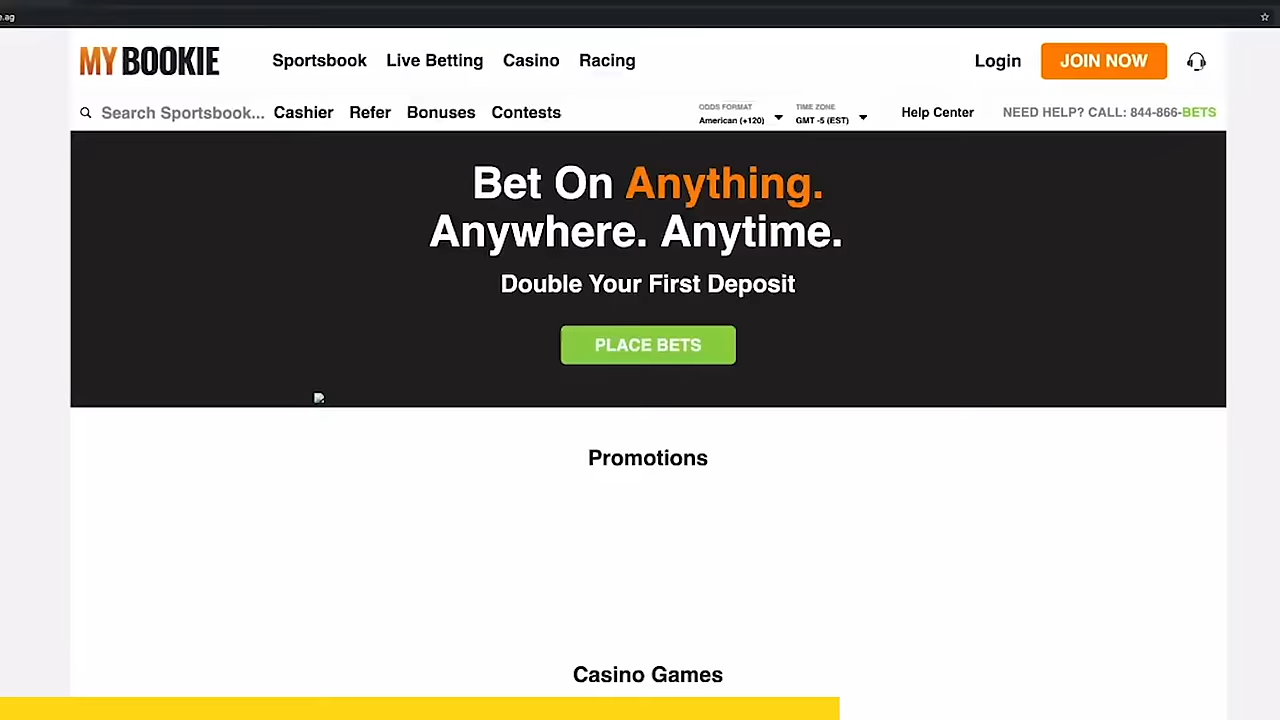 e.ag
MY BOOKIE Sportsbook Live Betting Casino Racing Login JOIN NOW
Search Sportsbook... Cashier Refer Bonuses Contests ODDS FORMAT American (+120) TIME ZONE GMT -5 (EST) Help Center NEED HELP? CALL: 844-866-BETS
Bet On Anything.
Anywhere. Anytime.
Double Your First Deposit
PLACE BETS
Promotions
Casino Games